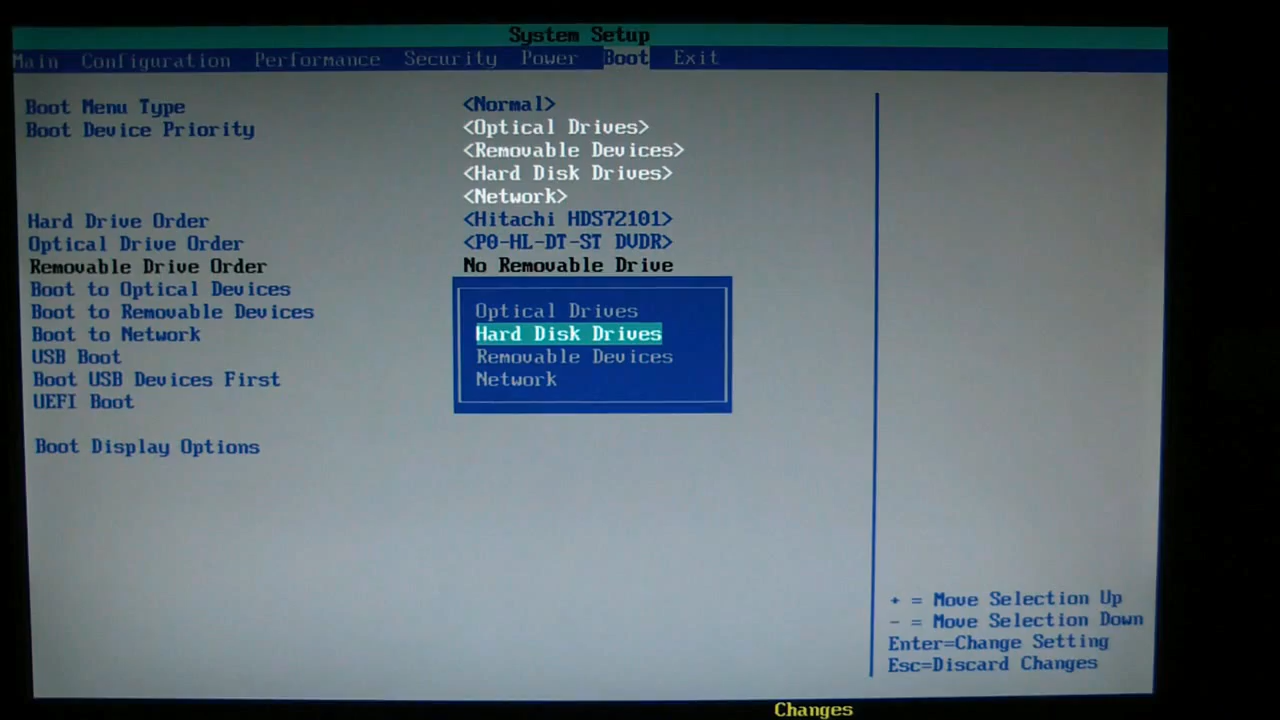 System Setup
Main Configuration Performance Security Power Boot Exit
Boot Menu Type <Normal>
Boot Device Priority <Optical Drives>
<Removable Devices>
<Hard Disk Drives>
<Network>
Hard Drive Order <Hitachi HDS72101>
Optical Drive Order <P0-HL-DT-ST DVDR>
Removable Drive Order No Removable Drive
Boot to Optical Devices
Boot to Removable Devices
Boot to Network
USB Boot
Boot USB Devices First
UEFI Boot
Boot Display Options
Optical Drives
Hard Disk Drives
Removable Devices
Network
+ = Move Selection Up
- = Move Selection Down
Enter=Change Setting
Esc=Discard Changes
Changes